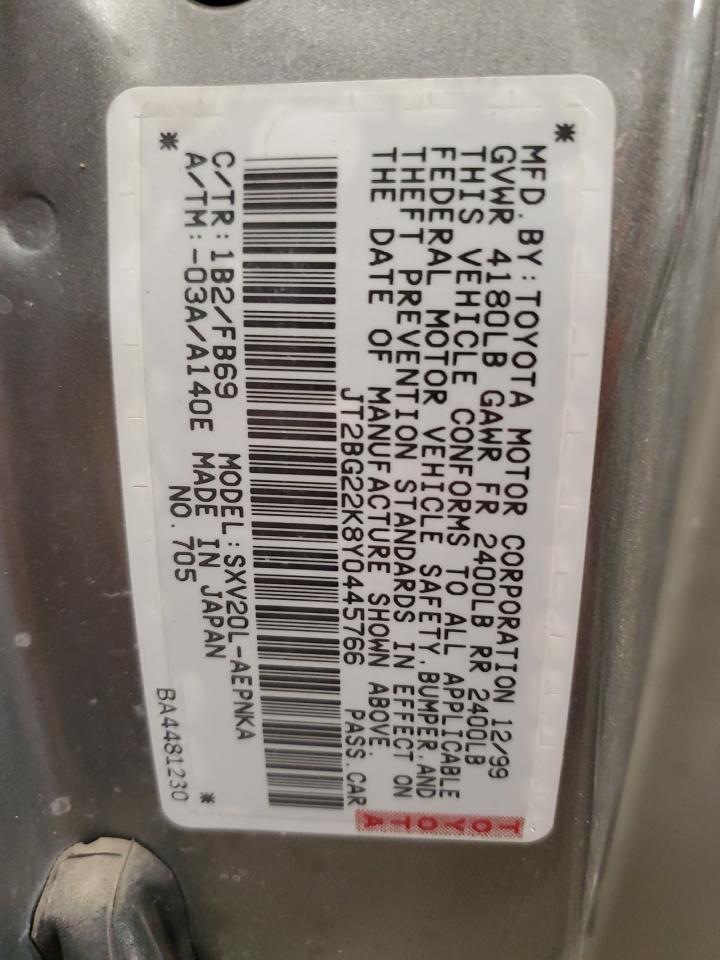 *
MFD.BY:TOYOTA MOTOR CORPORATION 12/99
GVWR 4180LB GAWR FR 2400LB RR 2400LB
THIS VEHICLE CONFORMS TO ALL APPLICABLE
FEDERAL MOTOR VEHICLE SAFETY,BUMPER,AND
THEFT PREVENTION STANDARDS IN EFFECT ON
THE DATE OF MANUFACTURE SHOWN ABOVE.
JT2BG22K8Y0445766 PASS.CAR
TOYOTA
C/TR:1B2/FB69 MODEL:SXV20L-AEPNKA
A/TM:-03A/A140E MADE IN JAPAN
NO.705
* BA4481230 *